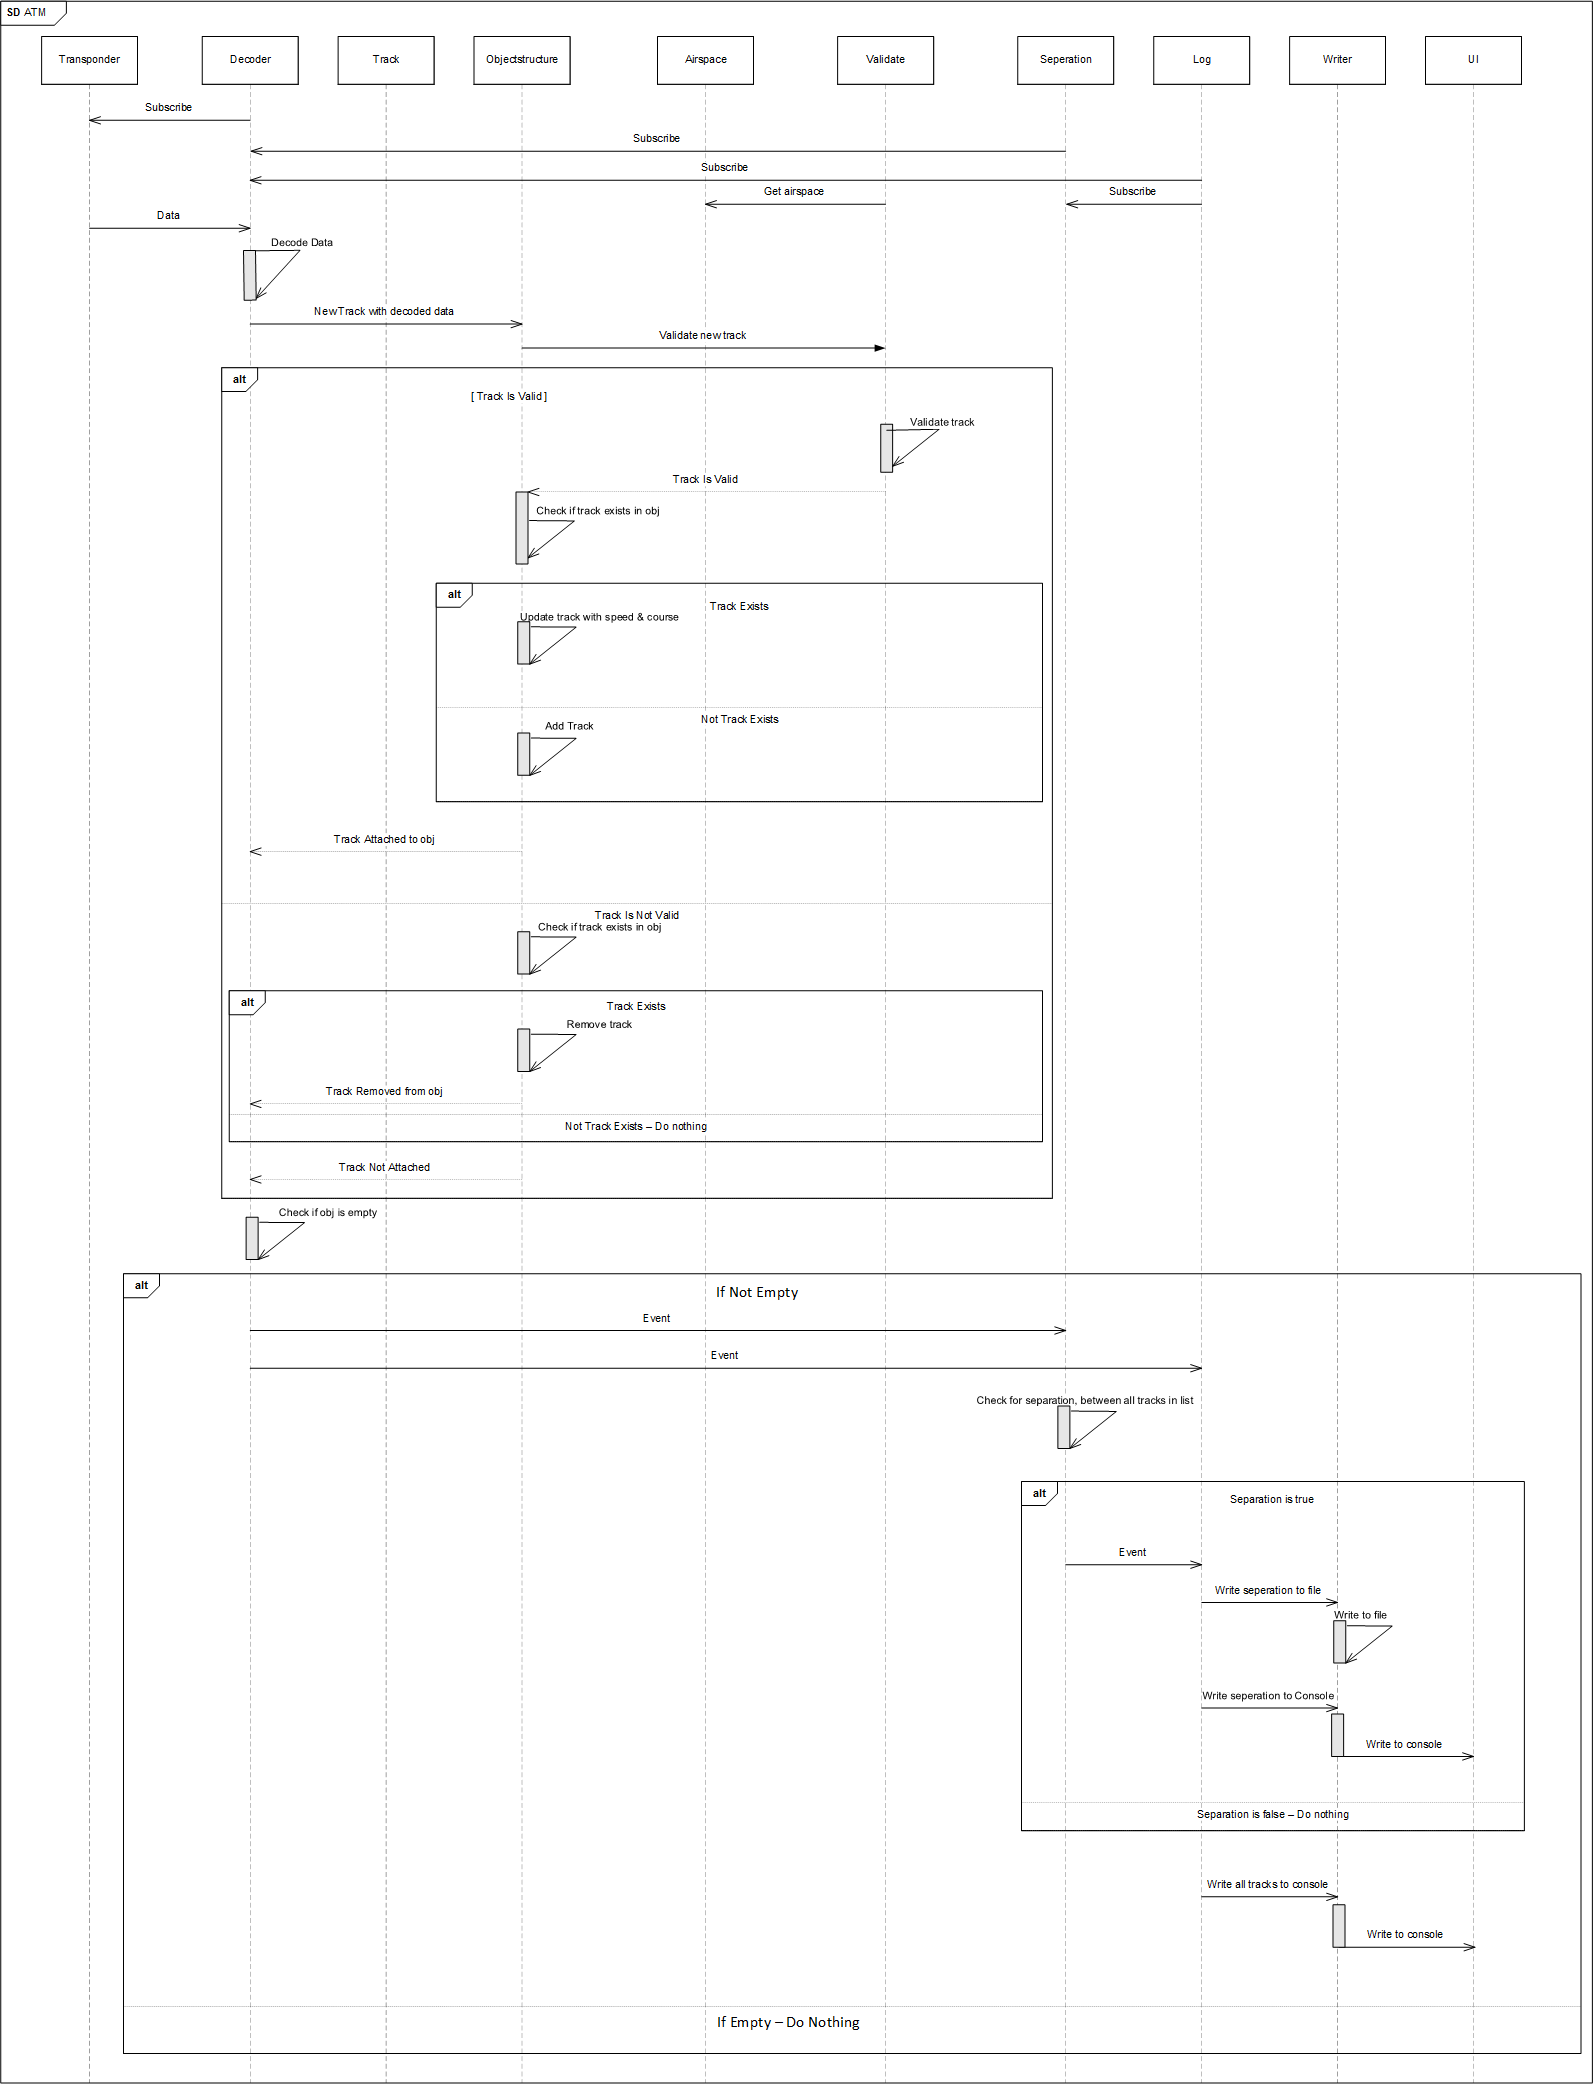 SD ATM
Transponder
Decoder
Track
Objectstructure
Airspace
Validate
Seperation
Log
Writer
UI
Subscribe
Subscribe
Subscribe
Get airspace
Subscribe
Data
Decode Data
New Track with decoded data
Validate new track
alt
[ Track Is Valid ]
Validate track
Track Is Valid
Check if track exists in obj
alt
Track Exists
Update track with speed & course
Not Track Exists
Add Track
Track Attached to obj
Track Is Not Valid
Check if track exists in obj
alt
Track Exists
Remove track
Track Removed from obj
Not Track Exists – Do nothing
Track Not Attached
Check if obj is empty
alt
If Not Empty
Event
Event
Check for separation, between all tracks in list
alt
Separation is true
Event
Write seperation to file
Write to file
Write seperation to Console
Write to console
Separation is false – Do nothing
Write all tracks to console
Write to console
If Empty – Do Nothing